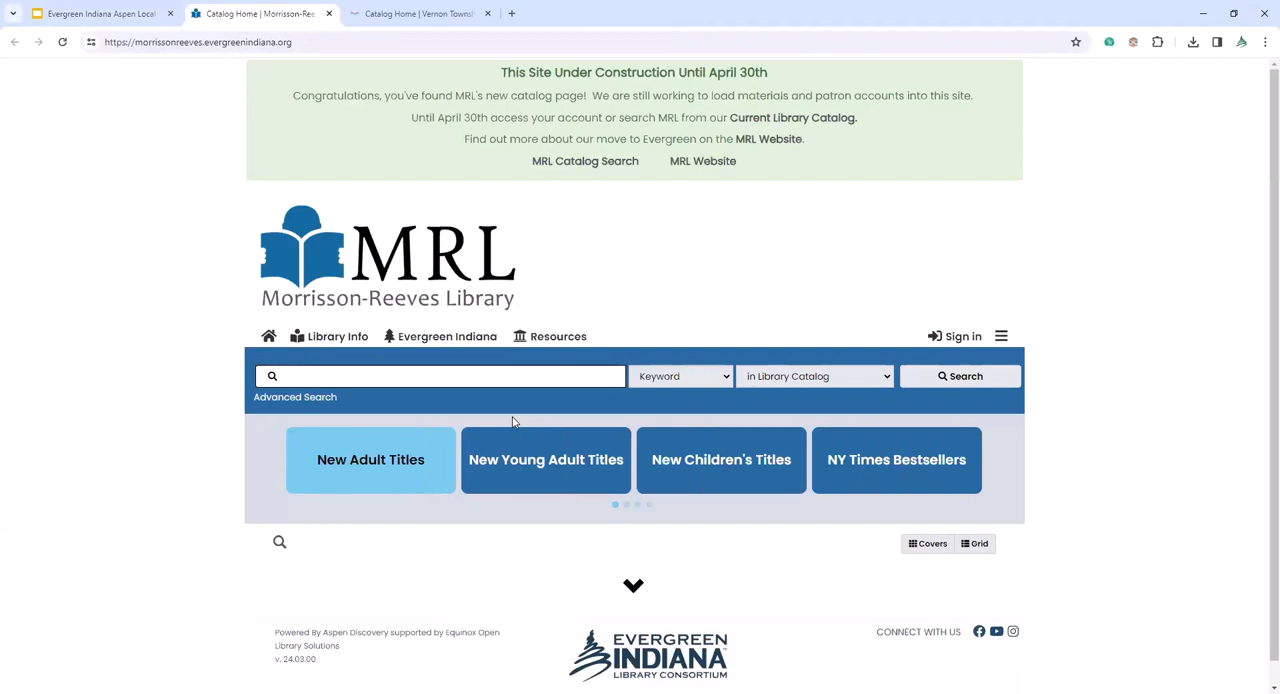 Evergreen Indiana Aspen Local
Catalog Home | Morrisson-Ree
Catalog Home | Vernon Townsh
https://morrissonreeves.evergreenindiana.org
This Site Under Construction Until April 30th
Congratulations, you've found MRL's new catalog page! We are still working to load materials and patron accounts into this site.
Until April 30th access your account or search MRL from our Current Library Catalog.
Find out more about our move to Evergreen on the MRL Website.
MRL Catalog Search MRL Website
MRL
Morrisson-Reeves Library
Library Info Evergreen Indiana Resources Sign in
Keyword in Library Catalog Search
Advanced Search
New Adult Titles New Young Adult Titles New Children's Titles NY Times Bestsellers
Covers Grid
Powered By Aspen Discovery supported by Equinox Open
Library Solutions
v. 24.03.00
EVERGREEN
INDIANA
LIBRARY CONSORTIUM
CONNECT WITH US